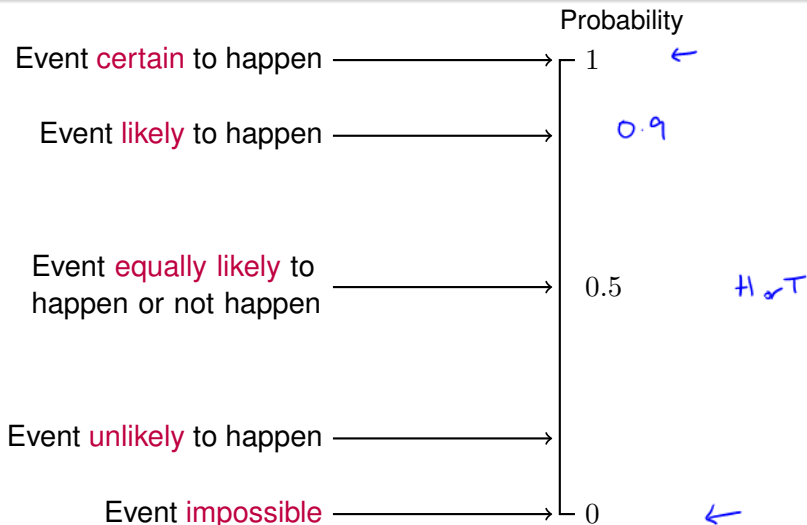 Probability
Event certain to happen 1 ←
Event likely to happen 0.9
Event equally likely to
happen or not happen 0.5 H or T
Event unlikely to happen
Event impossible 0 ←